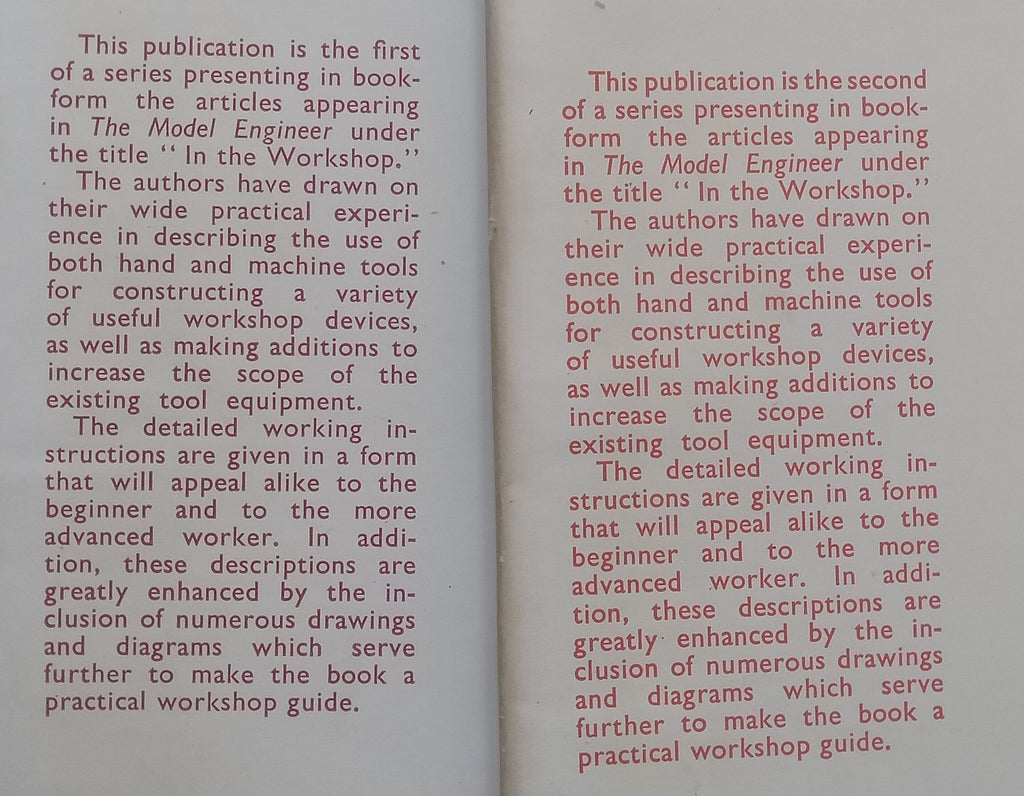 This publication is the first
of a series presenting in book-
form the articles appearing
in The Model Engineer under
the title “ In the Workshop.”
The authors have drawn on
their wide practical experi-
ence in describing the use of
both hand and machine tools
for constructing a variety
of useful workshop devices,
as well as making additions to
increase the scope of the
existing tool equipment.
The detailed working in-
structions are given in a form
that will appeal alike to the
beginner and to the more
advanced worker. In addi-
tion, these descriptions are
greatly enhanced by the in-
clusion of numerous drawings
and diagrams which serve
further to make the book a
practical workshop guide.
This publication is the second
of a series presenting in book-
form the articles appearing
in The Model Engineer under
the title “ In the Workshop.”
The authors have drawn on
their wide practical experi-
ence in describing the use of
both hand and machine tools
for constructing a variety
of useful workshop devices,
as well as making additions to
increase the scope of the
existing tool equipment.
The detailed working in-
structions are given in a form
that will appeal alike to the
beginner and to the more
advanced worker. In addi-
tion, these descriptions are
greatly enhanced by the in-
clusion of numerous drawings
and diagrams which serve
further to make the book a
practical workshop guide.